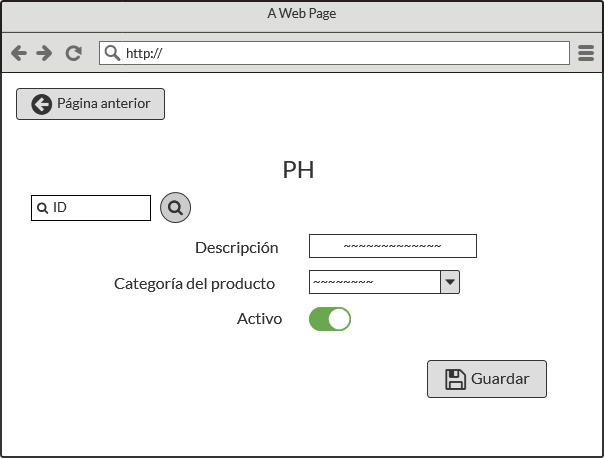 A Web Page
http://
Página anterior
PH
ID
Descripción ~~~~~~~~~~~~~
Categoría del producto ~~~~~~~~
Activo
Guardar